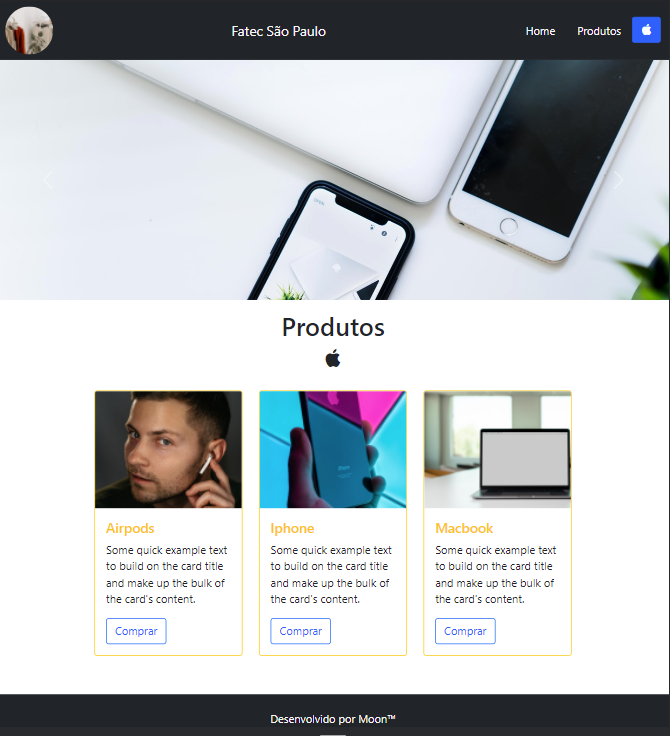 Fatec São Paulo
Home
Produtos
Produtos
Airpods
Some quick example text
to build on the card title
and make up the bulk of
the card's content.
Comprar
Iphone
Some quick example text
to build on the card title
and make up the bulk of
the card's content.
Comprar
Macbook
Some quick example text
to build on the card title
and make up the bulk of
the card's content.
Comprar
Desenvolvido por Moon™